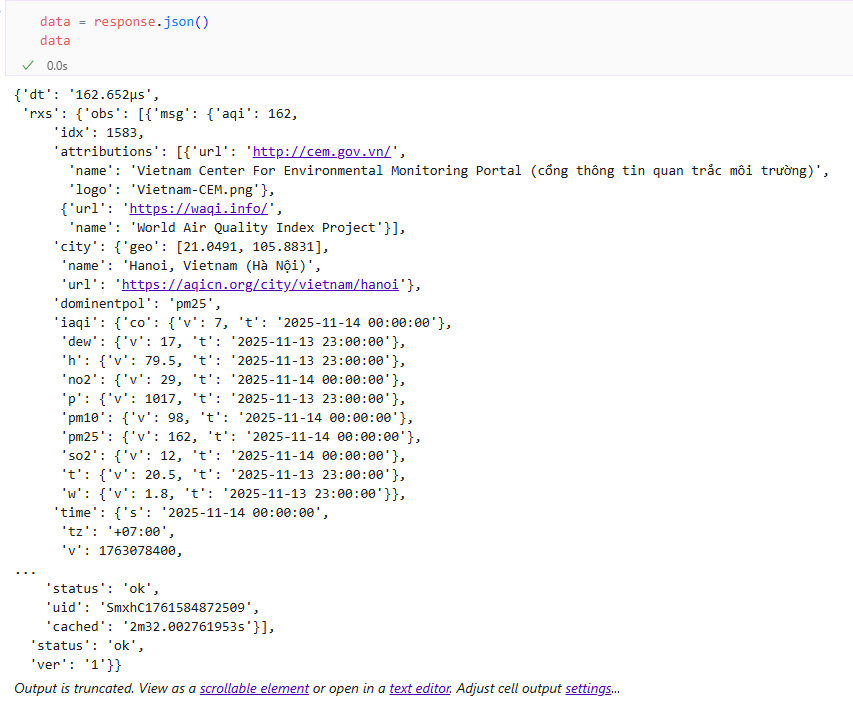 data = response.json()
data
0.0s
{'dt': '162.652µs',
 'rxs': {'obs': [{'msg': {'aqi': 162,
     'idx': 1583,
     'attributions': [{'url': 'http://cem.gov.vn/',
       'name': 'Vietnam Center For Environmental Monitoring Portal (cổng thông tin quan trắc môi trường)',
       'logo': 'Vietnam-CEM.png'},
      {'url': 'https://waqi.info/',
       'name': 'World Air Quality Index Project'}],
     'city': {'geo': [21.0491, 105.8831],
      'name': 'Hanoi, Vietnam (Hà Nội)',
      'url': 'https://aqicn.org/city/vietnam/hanoi'},
     'dominentpol': 'pm25',
     'iaqi': {'co': {'v': 7, 't': '2025-11-14 00:00:00'},
      'dew': {'v': 17, 't': '2025-11-13 23:00:00'},
      'h': {'v': 79.5, 't': '2025-11-13 23:00:00'},
      'no2': {'v': 29, 't': '2025-11-14 00:00:00'},
      'p': {'v': 1017, 't': '2025-11-13 23:00:00'},
      'pm10': {'v': 98, 't': '2025-11-14 00:00:00'},
      'pm25': {'v': 162, 't': '2025-11-14 00:00:00'},
      'so2': {'v': 12, 't': '2025-11-14 00:00:00'},
      't': {'v': 20.5, 't': '2025-11-13 23:00:00'},
      'w': {'v': 1.8, 't': '2025-11-13 23:00:00'}},
     'time': {'s': '2025-11-14 00:00:00',
      'tz': '+07:00',
      'v': 1763078400,
...
    'status': 'ok',
    'uid': 'SmxhC1761584872509',
    'cached': '2m32.002761953s'}],
  'status': 'ok',
  'ver': '1'}}
Output is truncated. View as a scrollable element or open in a text editor. Adjust cell output settings...